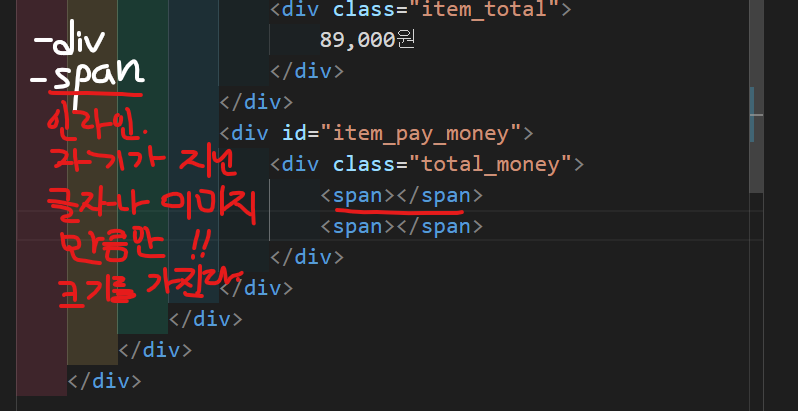 <div class="item_total">
89,000원
</div>
</div>
<div id="item_pay_money">
<div class="total_money">
<span></span>
<span></span>
</div>
</div>
</div>
</div>
</div>
-div
-span
인라인.
자기가 지닌
글자나 이미지
만큼만 !!
크기를 가진다